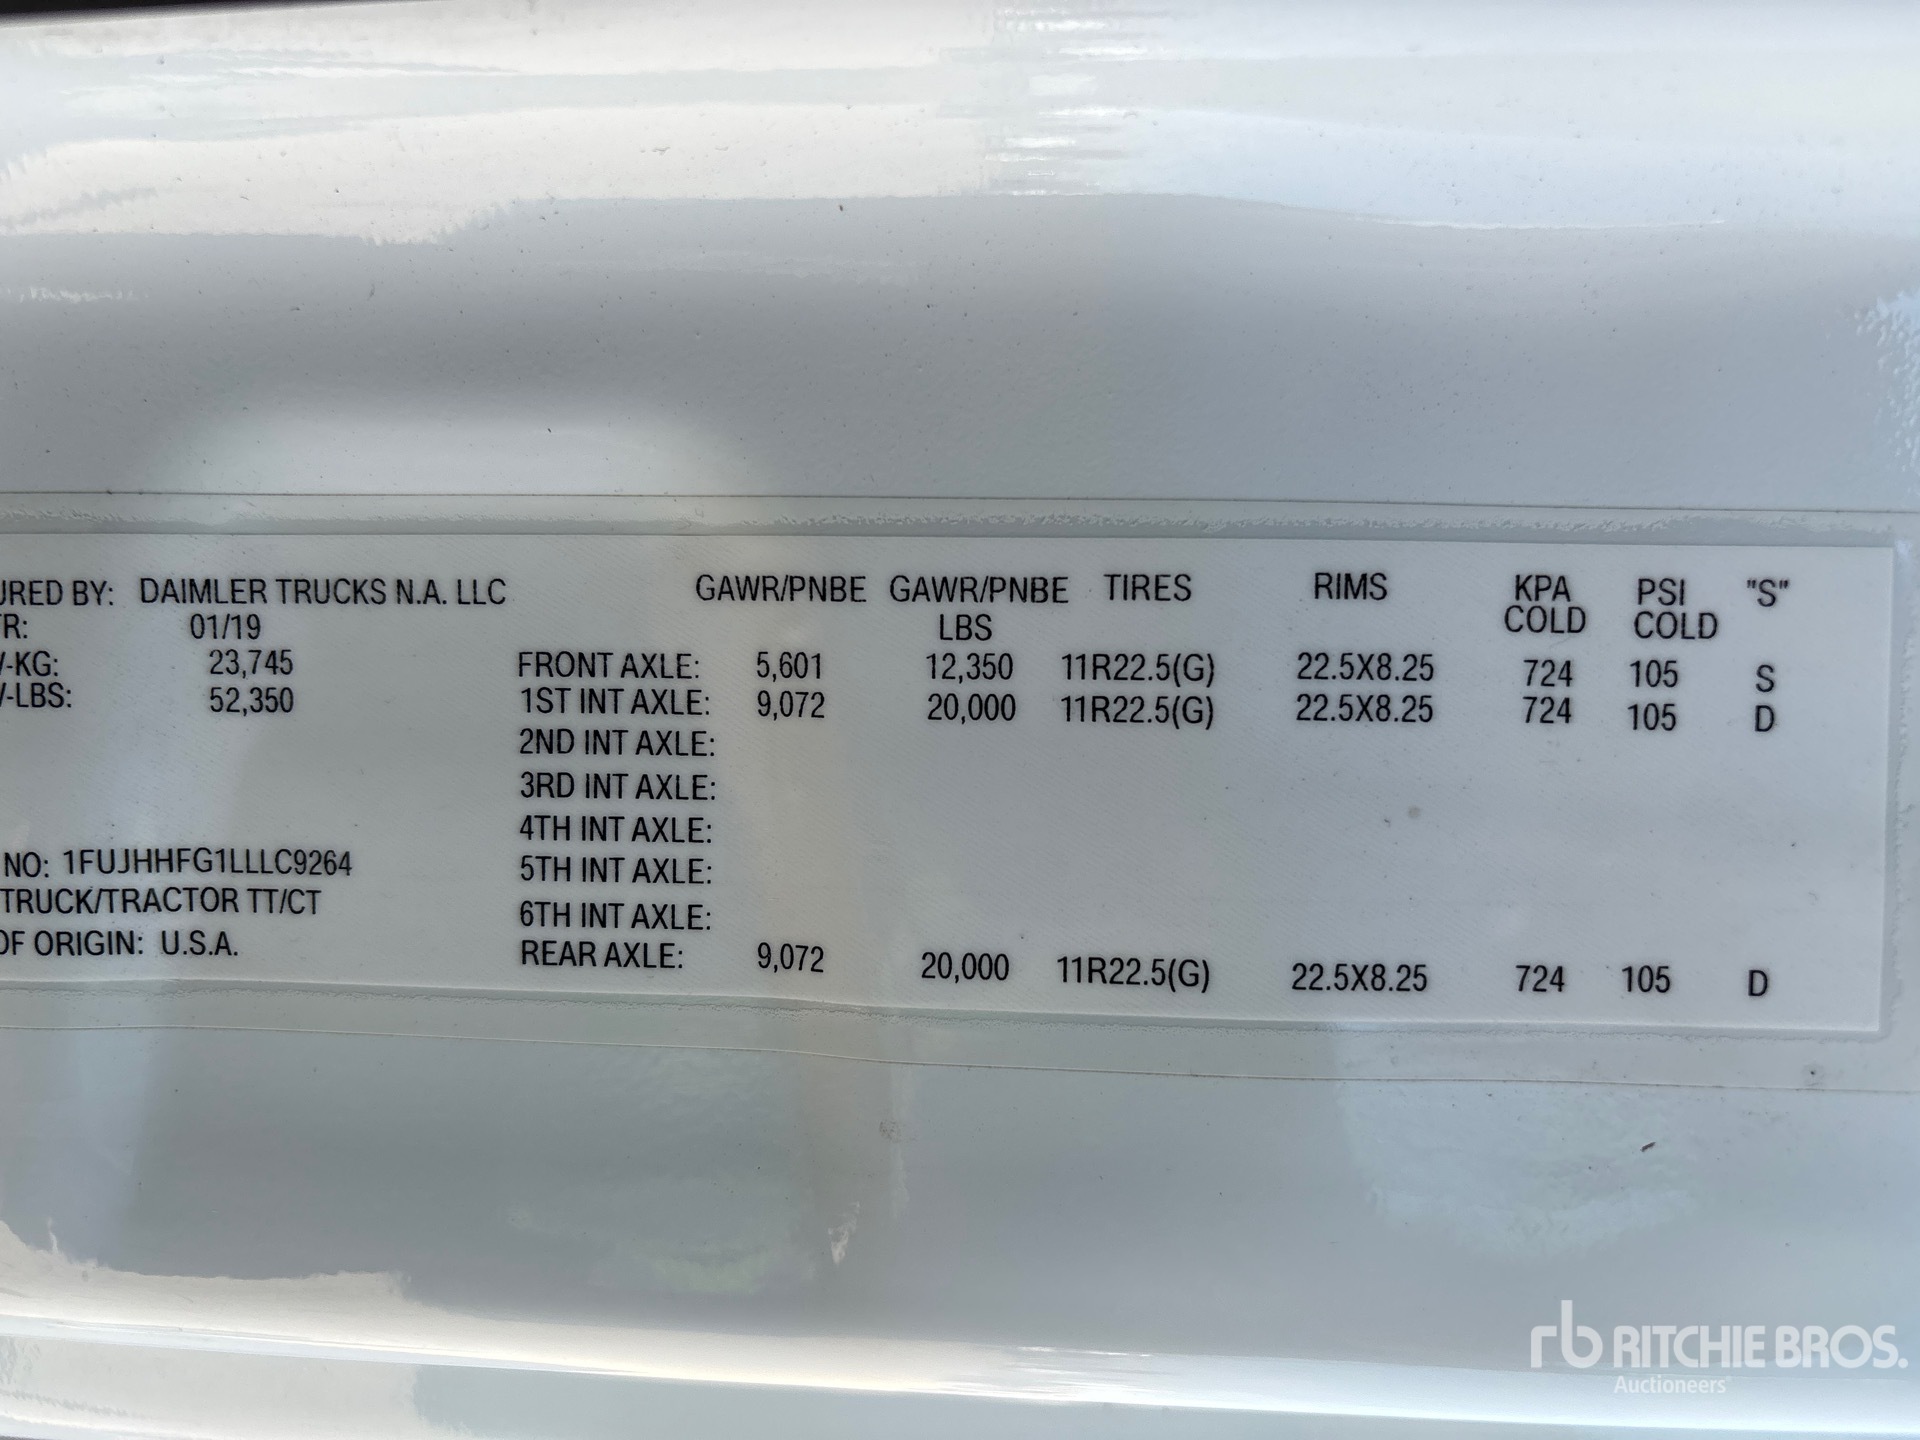 URED BY: DAIMLER TRUCKS N.A. LLC GAWR/PNBE GAWR/PNBE TIRES RIMS KPA PSI "S"
R: 01/19 LBS COLD COLD
-KG: 23,745 FRONT AXLE: 5,601 12,350 11R22.5(G) 22.5X8.25 724 105 S
-LBS: 52,350 1ST INT AXLE: 9,072 20,000 11R22.5(G) 22.5X8.25 724 105 D
2ND INT AXLE:
3RD INT AXLE:
4TH INT AXLE:
NO: 1FUJHHFG1LLLC9264 5TH INT AXLE:
TRUCK/TRACTOR TT/CT 6TH INT AXLE:
OF ORIGIN: U.S.A. REAR AXLE: 9,072 20,000 11R22.5(G) 22.5X8.25 724 105 D
rb RITCHIE BROS.
Auctioneers